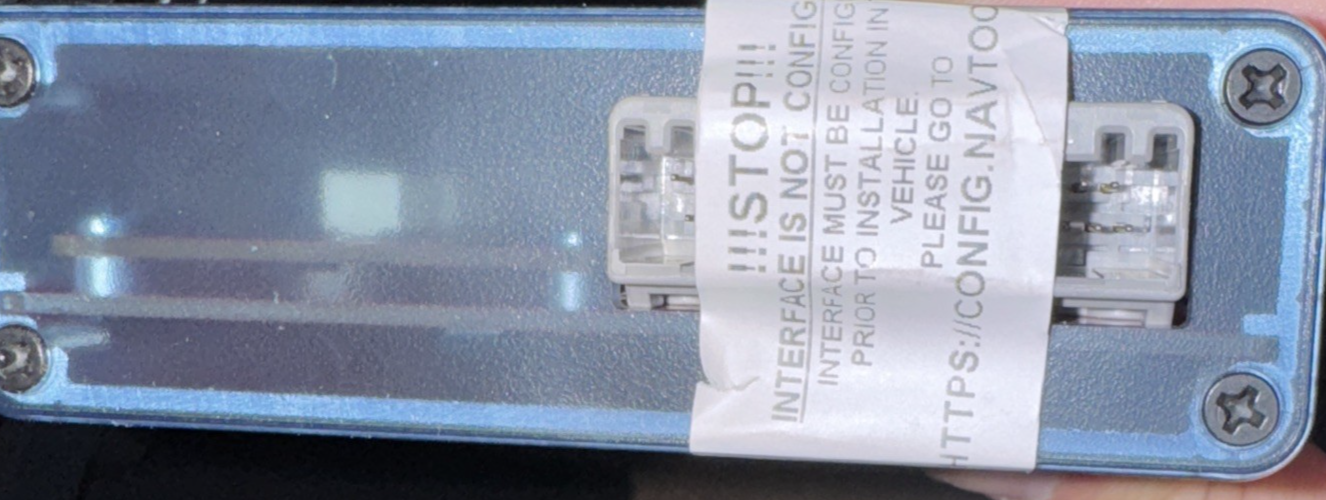 !!!STOP!!!
INTERFACE IS NOT CONFIG
INTERFACE MUST BE CONFIG
PRIOR TO INSTALLATION IN
VEHICLE.
PLEASE GO TO
HTTPS://CONFIG.NAVTOO